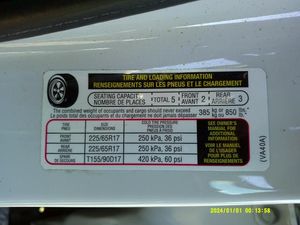 TIRE AND LOADING INFORMATION
RENSEIGNEMENTS SUR LES PNEUS ET LE CHARGEMENT
SEATING CAPACITY
NOMBRE DE PLACES
TOTAL 5
FRONT
AVANT 2
REAR
ARRIÈRE 3
The combined weight of occupants and cargo should never exceed
Le poids total des occupants et du chargement ne doit jamais dépasser
385 kg or/ou 850 lbs
TIRE
PNEU
SIZE
COLD TIRE PRESSURE
FRONT
AVANT
225/65R17
250 kPa, 36 psi
REAR
ARRIÈRE
225/65R17
250 kPa, 36 psi
SPARE
DE SECOURS
T155/90D17
420 kPa, 60 psi
SEE OWNER'S
MANUAL FOR
ADDITIONAL
INFORMATION
VOIR LE MANUEL
DE L'USAGER
POUR PLUS DE
RENSEIGNEMENTS
(VA40A)
2024/01/01 00:13:58